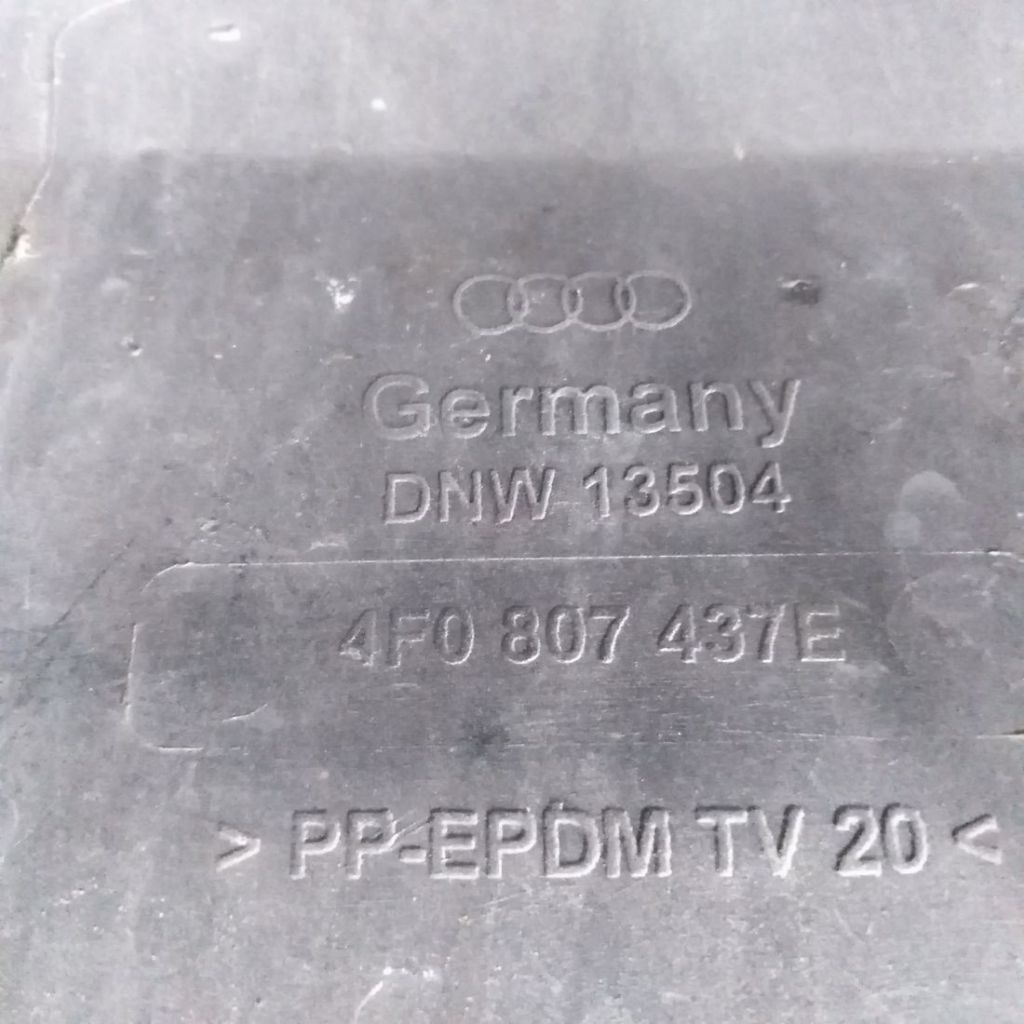 Germany
DNW 13504
4F0 807 437E
> PP-EPDM TV 20 <